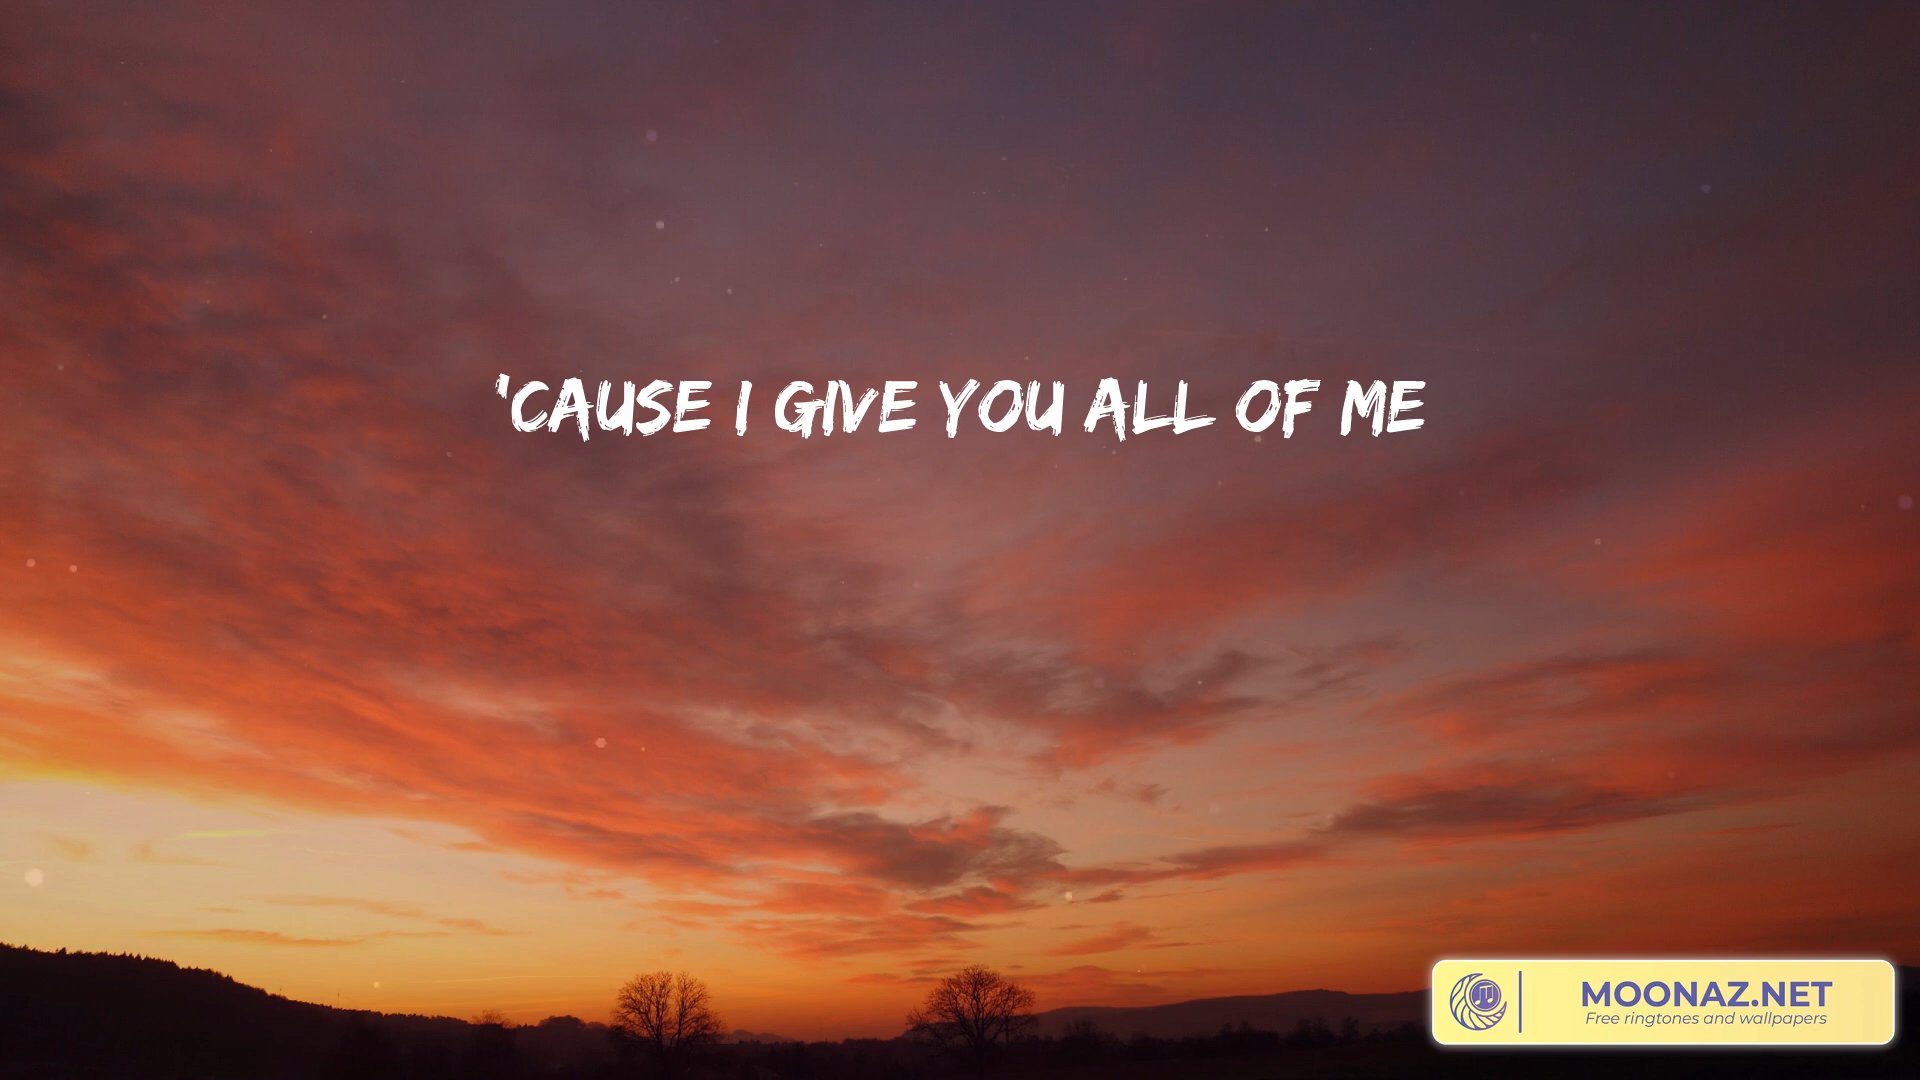 'CAUSE I GIVE YOU ALL OF ME
MOONAZ.NET
Free ringtones and wallpapers